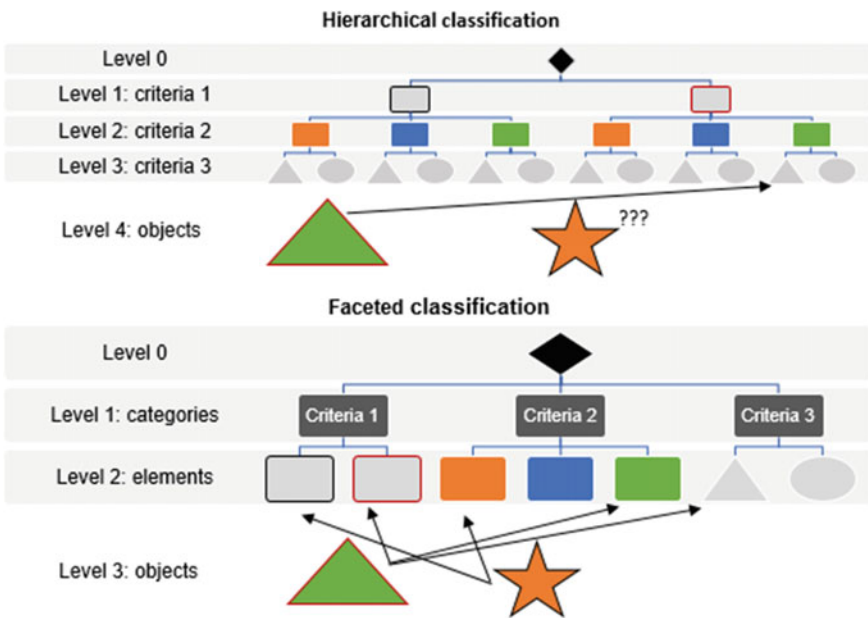 Hierarchical classification
Level 0
Level 1: criteria 1
Level 2: criteria 2
Level 3: criteria 3
Level 4: objects
???
Faceted classification
Level 0
Level 1: categories
Criteria 1
Criteria 2
Criteria 3
Level 2: elements
Level 3: objects